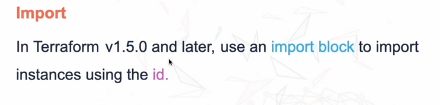 Import
In Terraform v1.5.0 and later, use an import block to import
instances using the id.